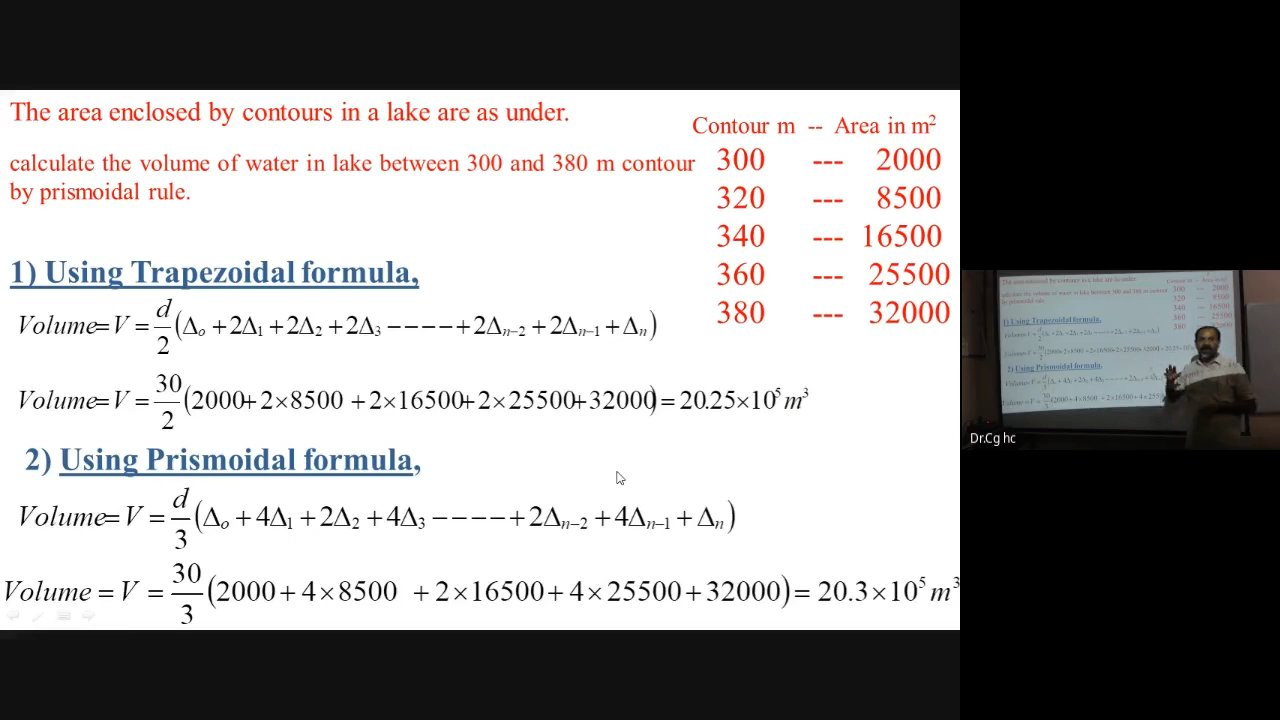 The area enclosed by contours in a lake are as under.
calculate the volume of water in lake between 300 and 380 m contour
by prismoidal rule.
Contour m -- Area in m²
300 --- 2000
320 --- 8500
340 --- 16500
360 --- 25500
380 --- 32000
1) Using Trapezoidal formula,
Volume= V = d/2 (Δₒ + 2Δ₁ + 2Δ₂ + 2Δ₃ ---- + 2Δₙ₋₂ + 2Δₙ₋₁ + Δₙ)
Volume= V = 30/2 (2000+ 2×8500 + 2×16500+ 2×25500+32000) = 20.25×10⁵ m³
2) Using Prismoidal formula,
Volume= V = d/3 (Δₒ + 4Δ₁ + 2Δ₂ + 4Δ₃ ---- + 2Δₙ₋₂ + 4Δₙ₋₁ + Δₙ)
Volume = V = 30/3 (2000 + 4×8500 + 2×16500 + 4×25500 + 32000) = 20.3×10⁵ m³
Dr.Cg hc